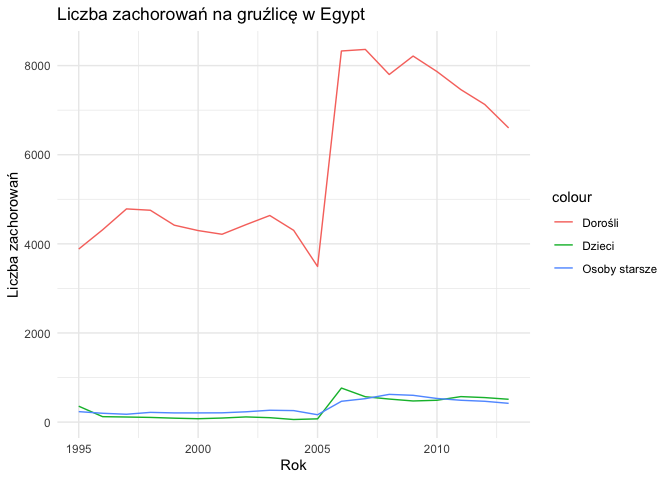 Liczba zachorowań na gruźlicę w Egypt
Liczba zachorowań
8000
6000
4000
2000
0
1995
2000
2005
2010
Rok
colour
Dorośli
Dzieci
Osoby starsze